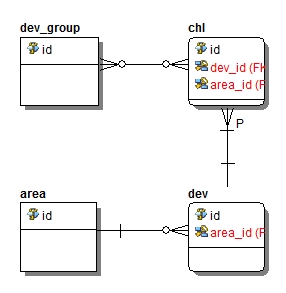 dev_group
id
chl
id
dev_id (FK
area_id (F
P
area
id
dev
id
area_id (F